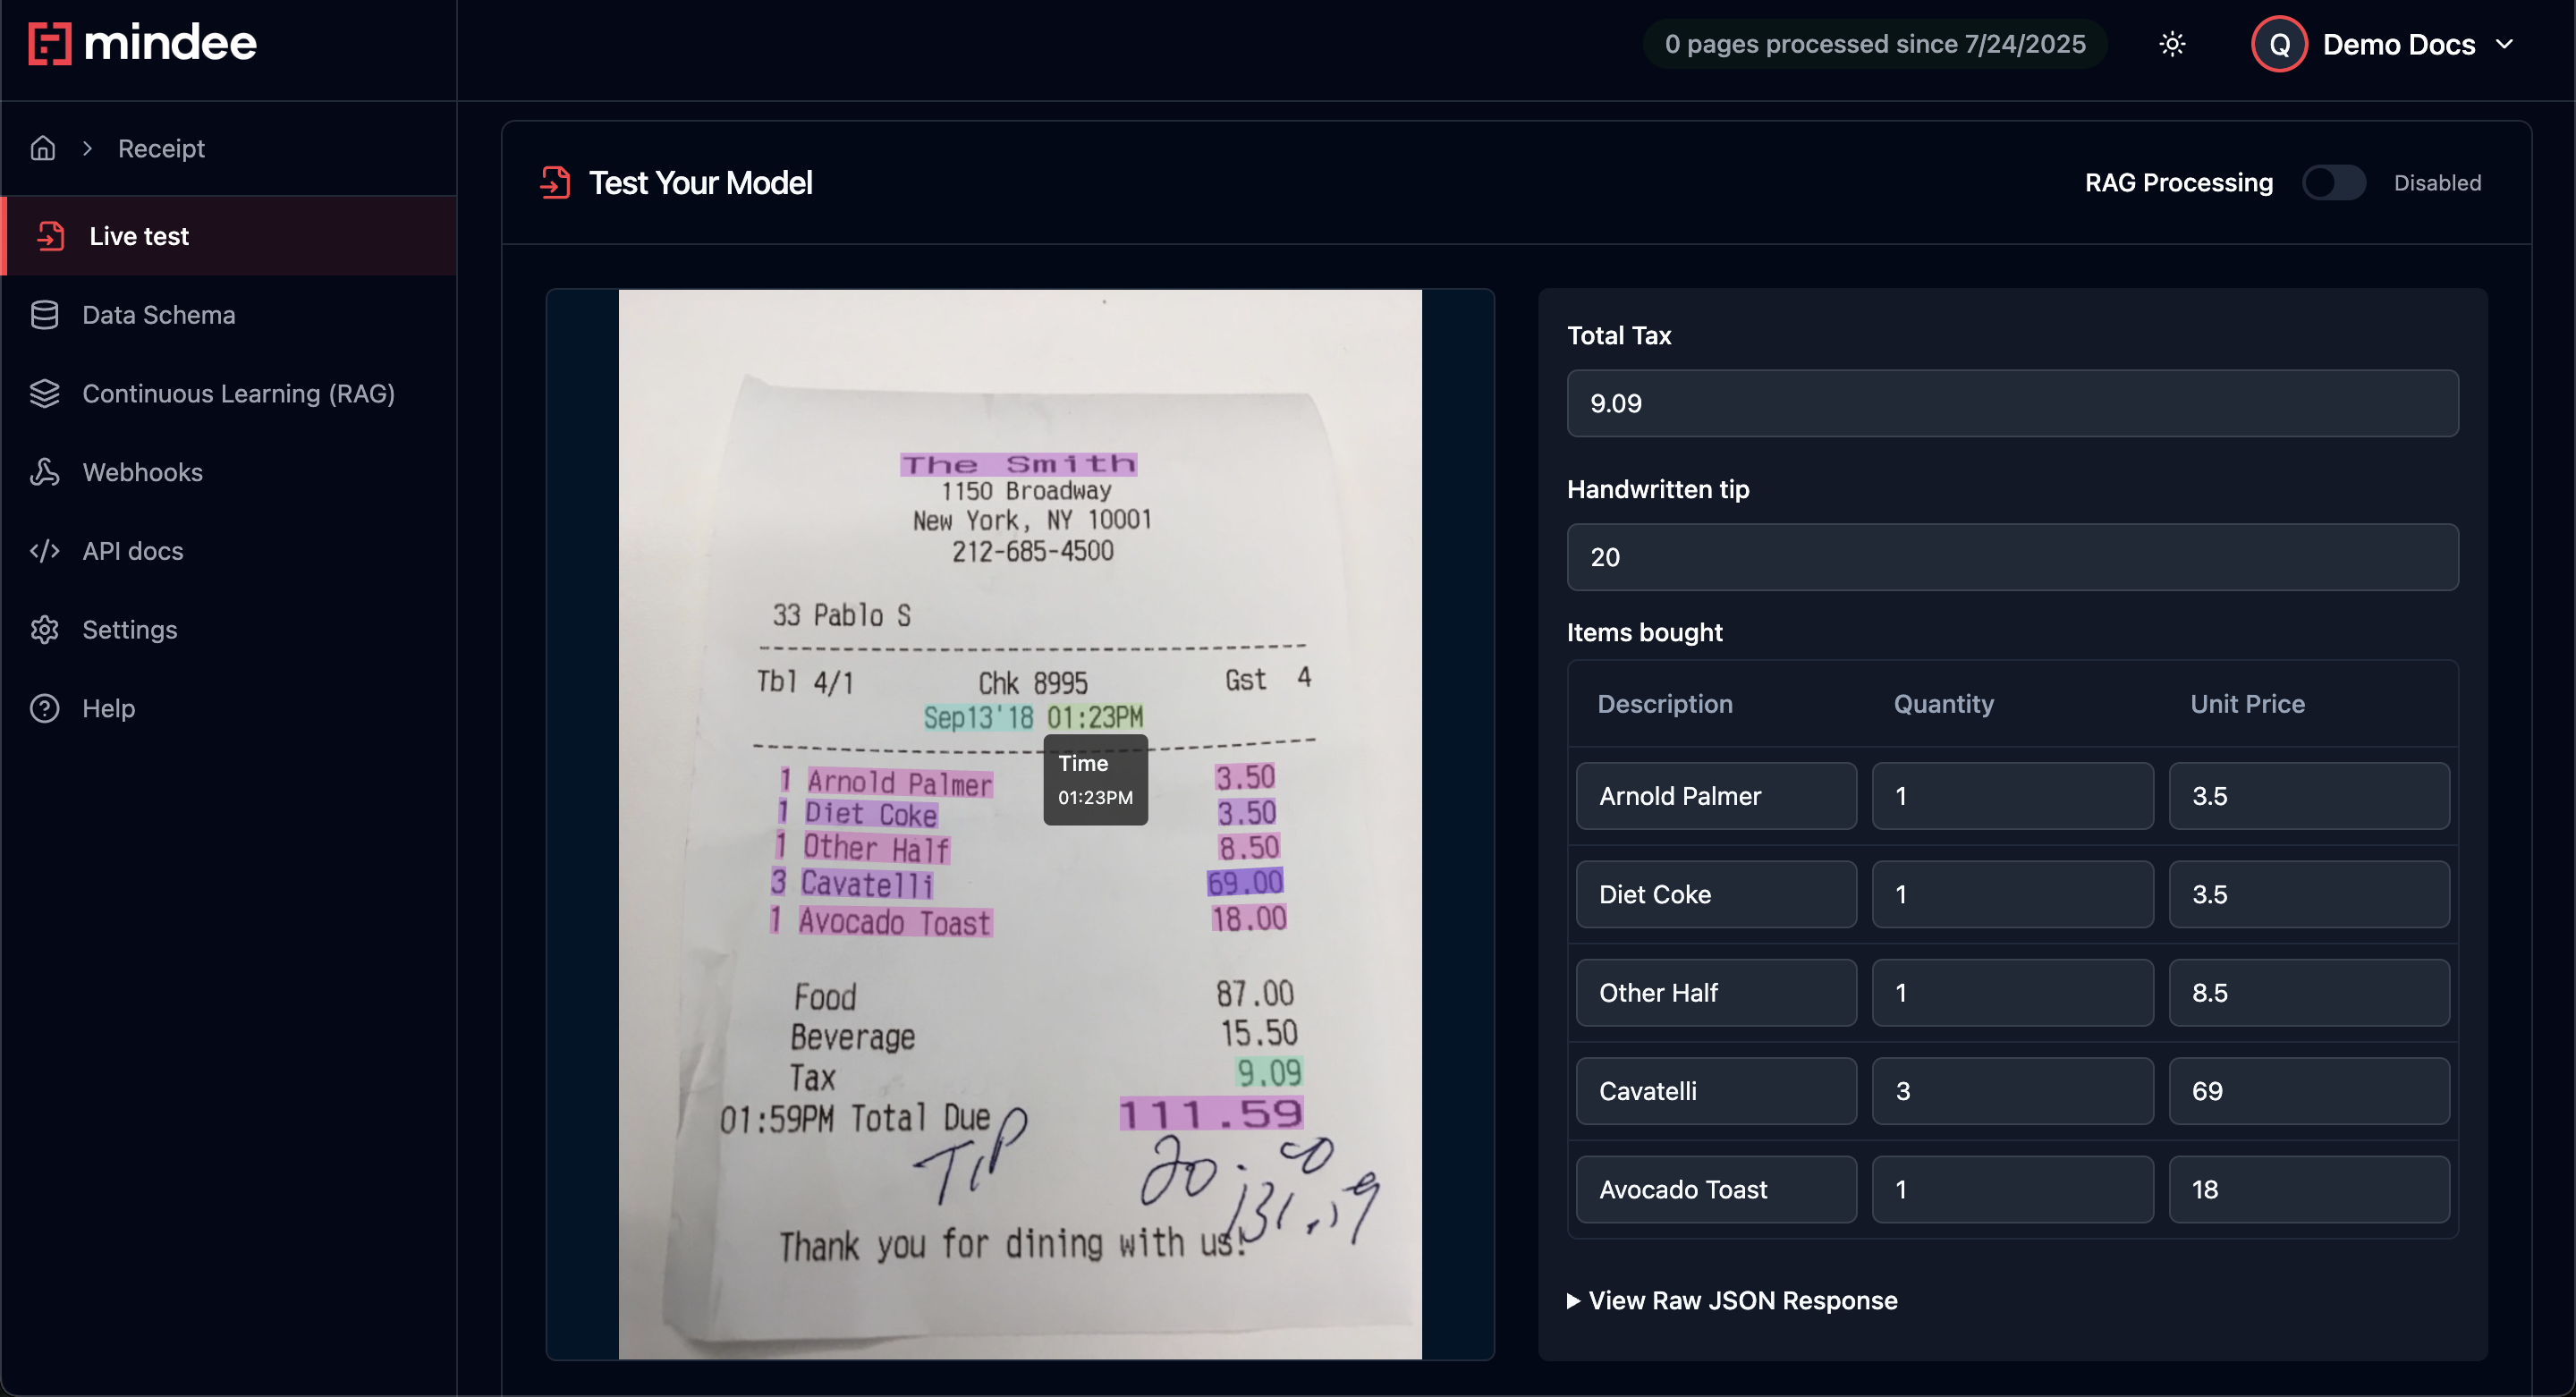 mindee
0 pages processed since 7/24/2025
Q Demo Docs
Receipt
Live test
Data Schema
Continuous Learning (RAG)
Webhooks
API docs
Settings
Help
Test Your Model
RAG Processing Disabled
The Smith
1150 Broadway
New York, NY 10001
212-685-4500
33 Pablo S
Tbl 4/1 Chk 8995 Gst 4
Sep13'18 01:23PM
Time
01:23PM
1 Arnold Palmer 3.50
1 Diet Coke 3.50
1 Other Half 8.50
3 Cavatelli 69.00
1 Avocado Toast 18.00
Food 87.00
Beverage 15.50
Tax 9.09
01:59PM Total Due 111.59
TIP 20.00
131.59
Thank you for dining with us!
Total Tax
9.09
Handwritten tip
20
Items bought
Description Quantity Unit Price
Arnold Palmer 1 3.5
Diet Coke 1 3.5
Other Half 1 8.5
Cavatelli 3 69
Avocado Toast 1 18
View Raw JSON Response